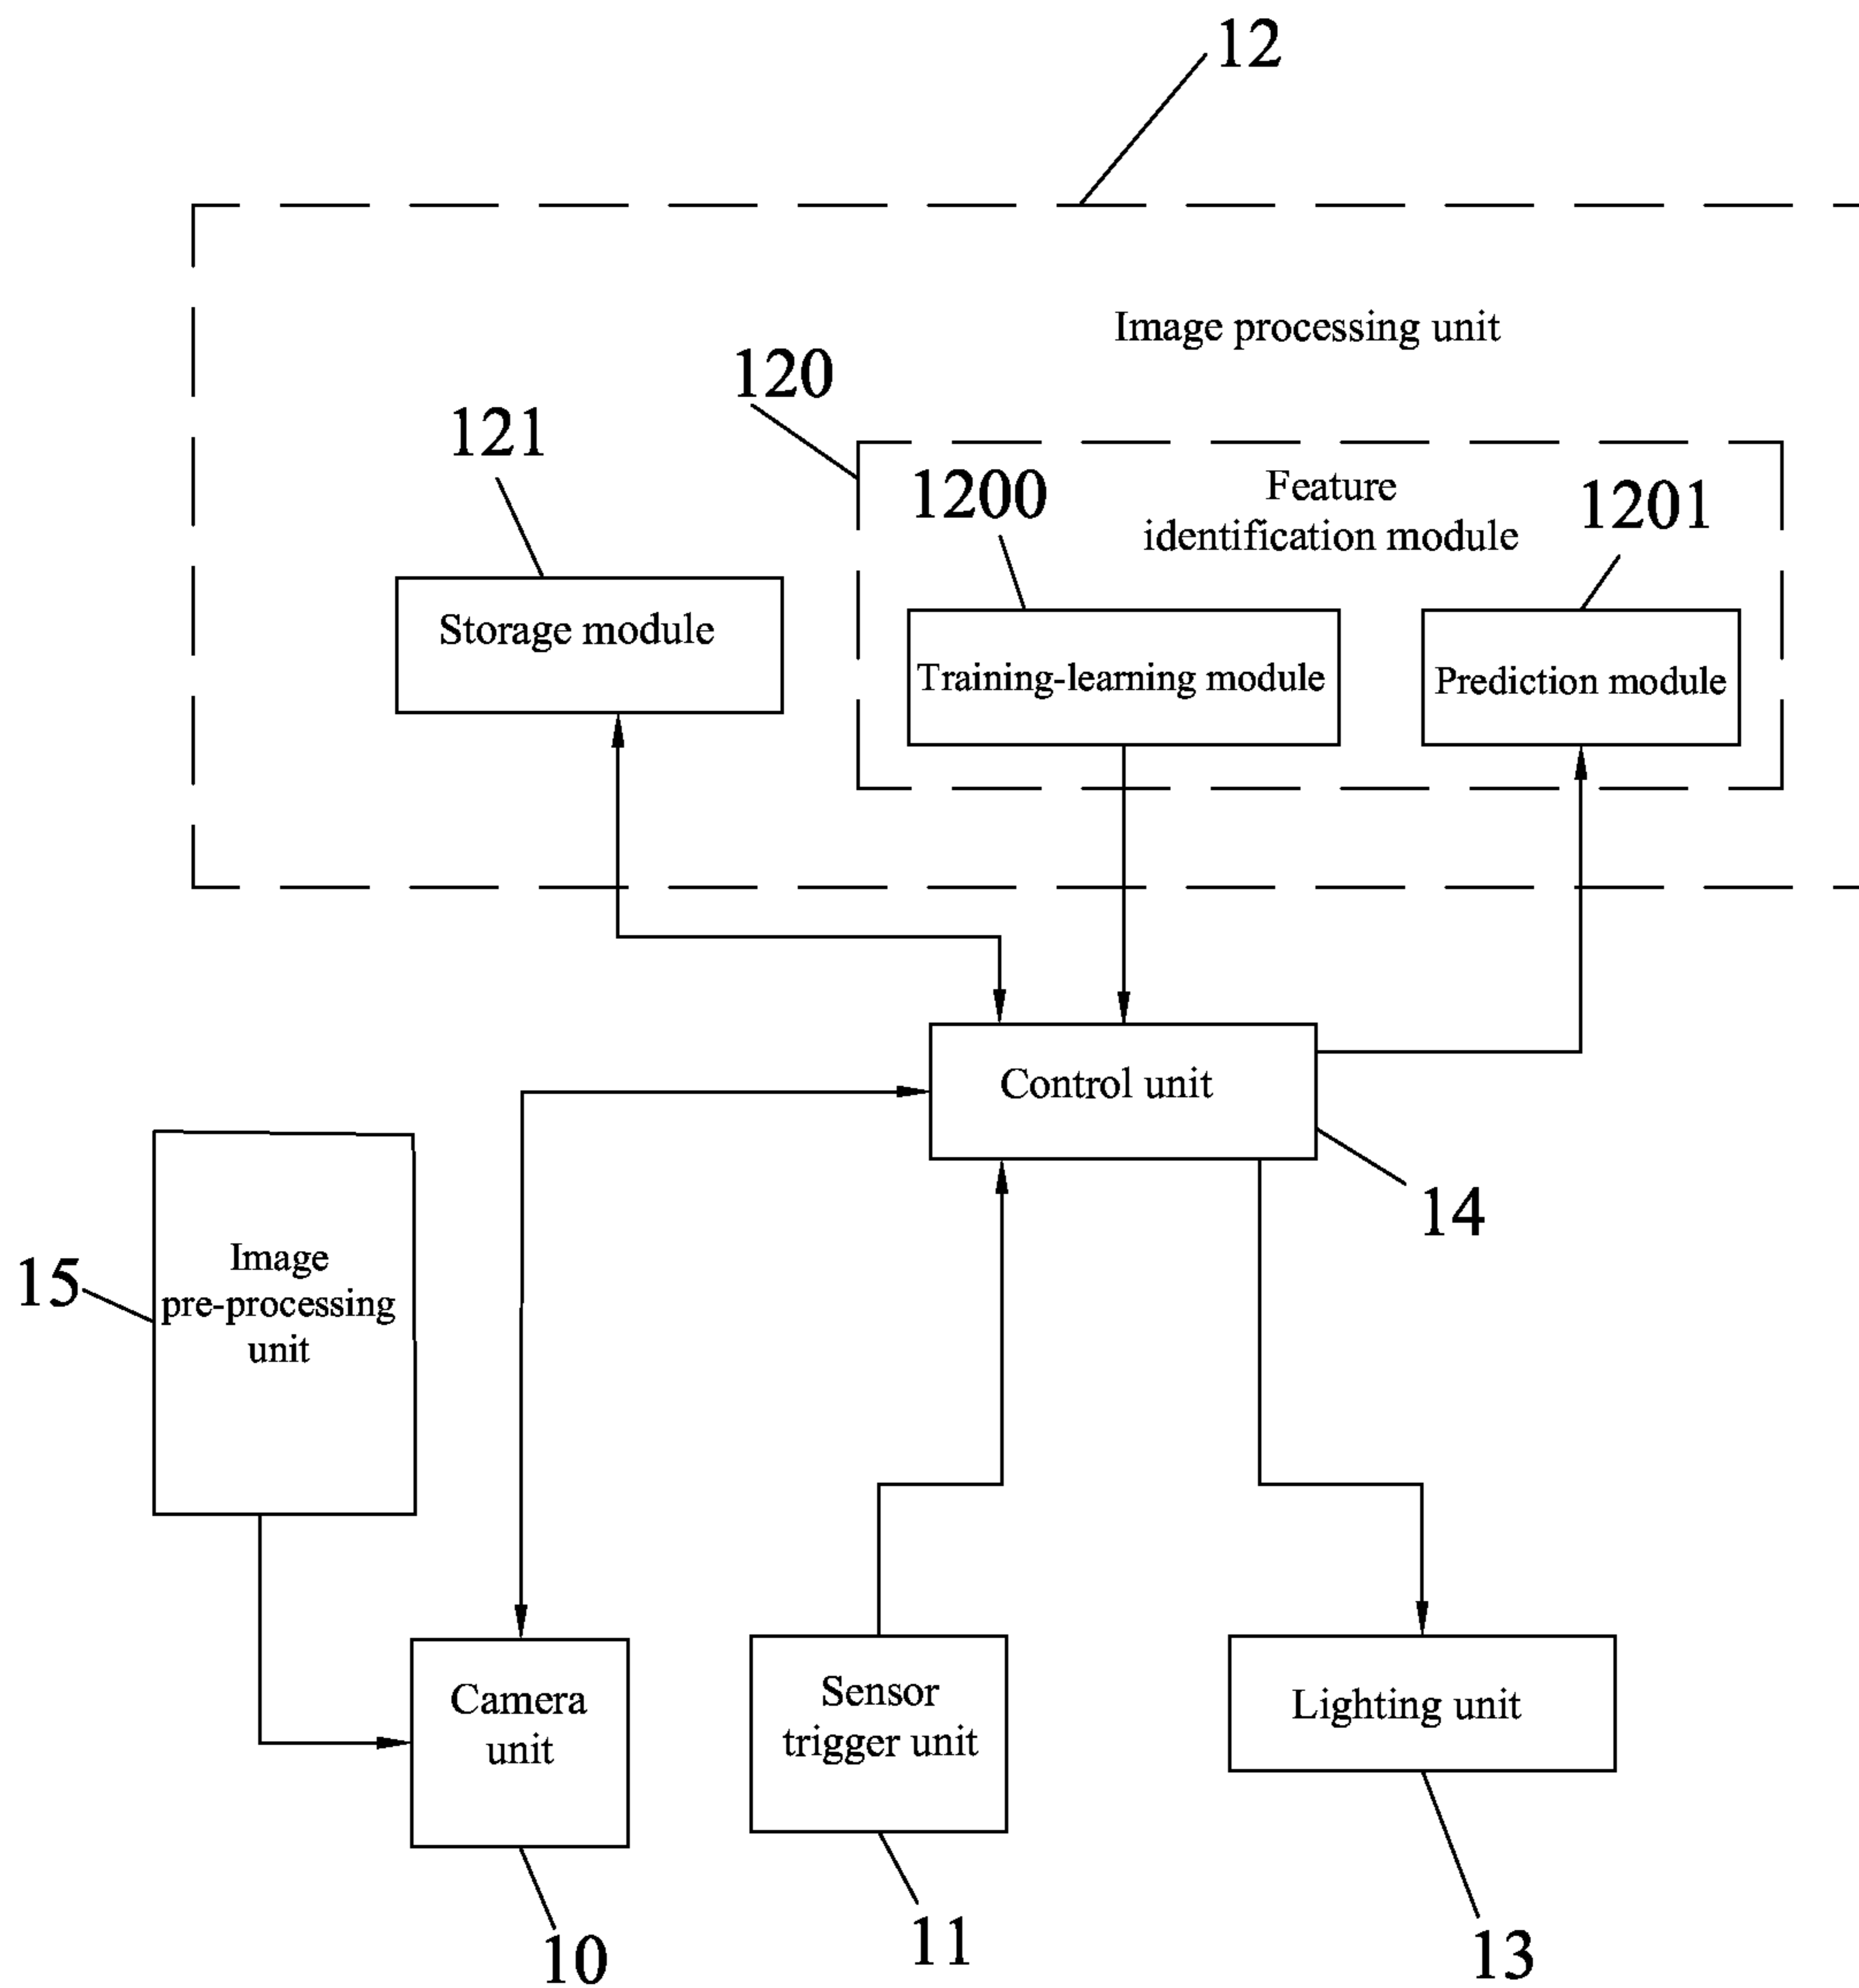 12
Image processing unit
120
121
1200
Feature
identification module
1201
Storage module
Training-learning module
Prediction module
Control unit
14
15
Image
pre-processing
unit
Camera
unit
Sensor
trigger unit
Lighting unit
10
11
13